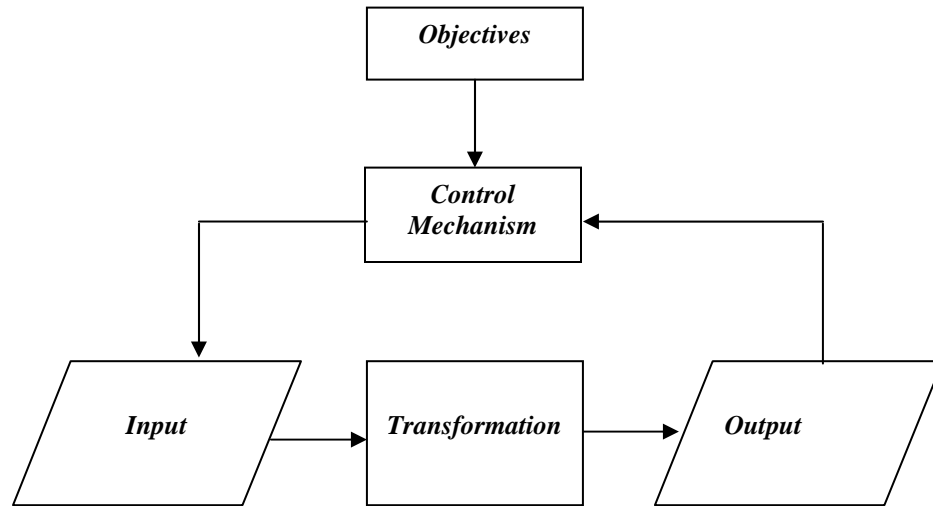 Objectives
Control
Mechanism
Input
Transformation
Output